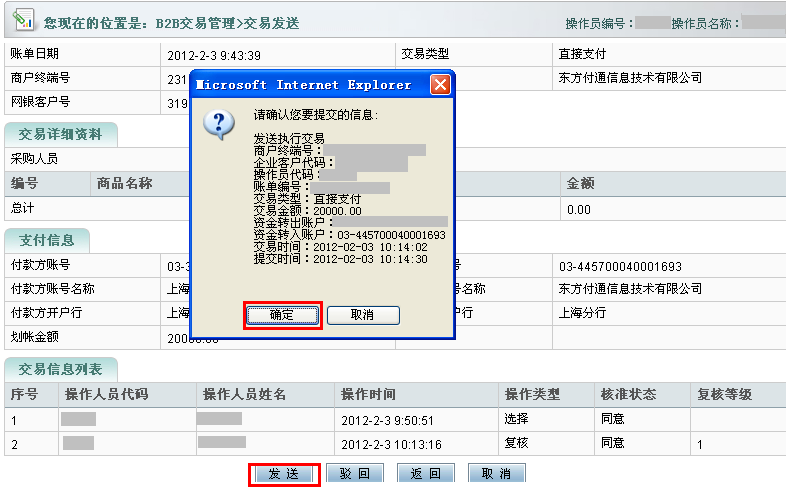 您现在的位置是：B2B交易管理>交易发送 操作员编号： 操作员名称：
账单日期 2012-2-3 9:43:39 交易类型 直接支付
商户终端号 231 东方付通信息技术有限公司
网银客户号 319
Microsoft Internet Explorer
请确认您要提交的信息:
发送执行交易
商户终端号：
企业客户代码：
操作员代码：
账单编号：
交易类型：直接支付
交易金额：20000.00
资金转出账户：
资金转入账户：03-445700040001693
交易时间：2012-02-03 10:14:02
提交时间：2012-02-03 10:14:30
确定 取消
交易详细资料
采购人员
编号 商品名称 金额
总计 0.00
支付信息
付款方账号 03-3 号 03-445700040001693
付款方账号名称 上海 号名称 东方付通信息技术有限公司
付款方开户行 上海 行 上海分行
划帐金额 20000.00
交易信息列表
序号 操作人员代码 操作人员姓名 操作时间 操作类型 核准状态 复核等级
1 2012-2-3 9:50:51 选择 同意
2 2012-2-3 10:13:16 复核 同意 1
发送 驳回 返回 取消